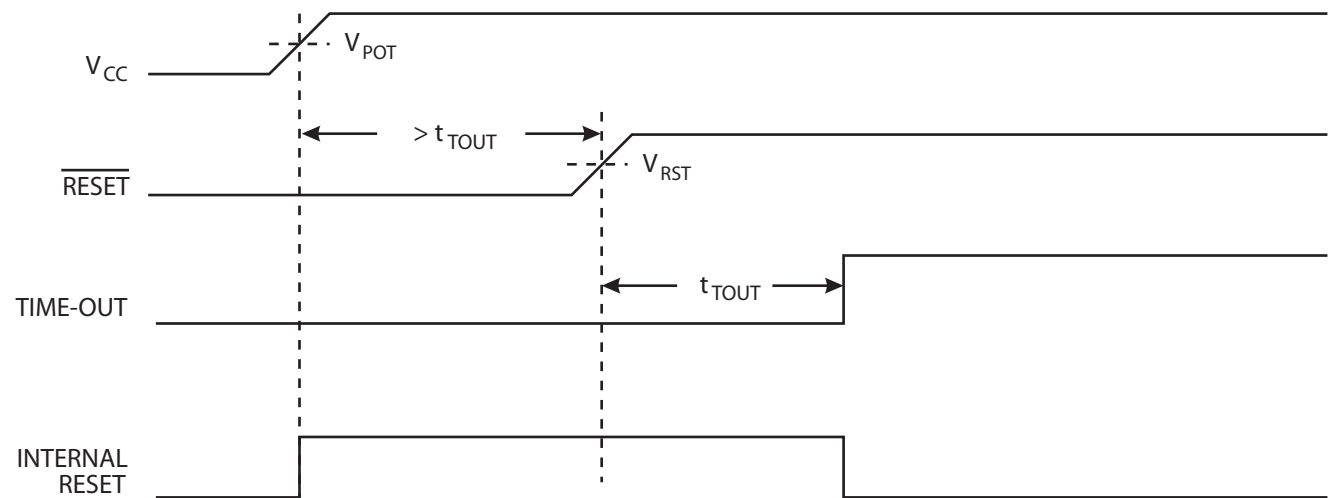 V_POT
V_CC
> t_TOUT
V_RST
RESET
t_TOUT
TIME-OUT
INTERNAL
RESET